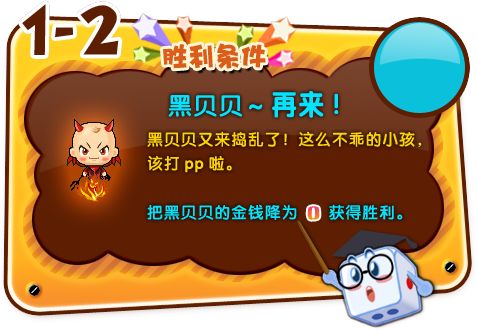 1-2
胜利条件
黑贝贝 ~ 再来！
黑贝贝又来捣乱了！这么不乖的小孩，
该打 pp 啦。
把黑贝贝的金钱降为 0 获得胜利。